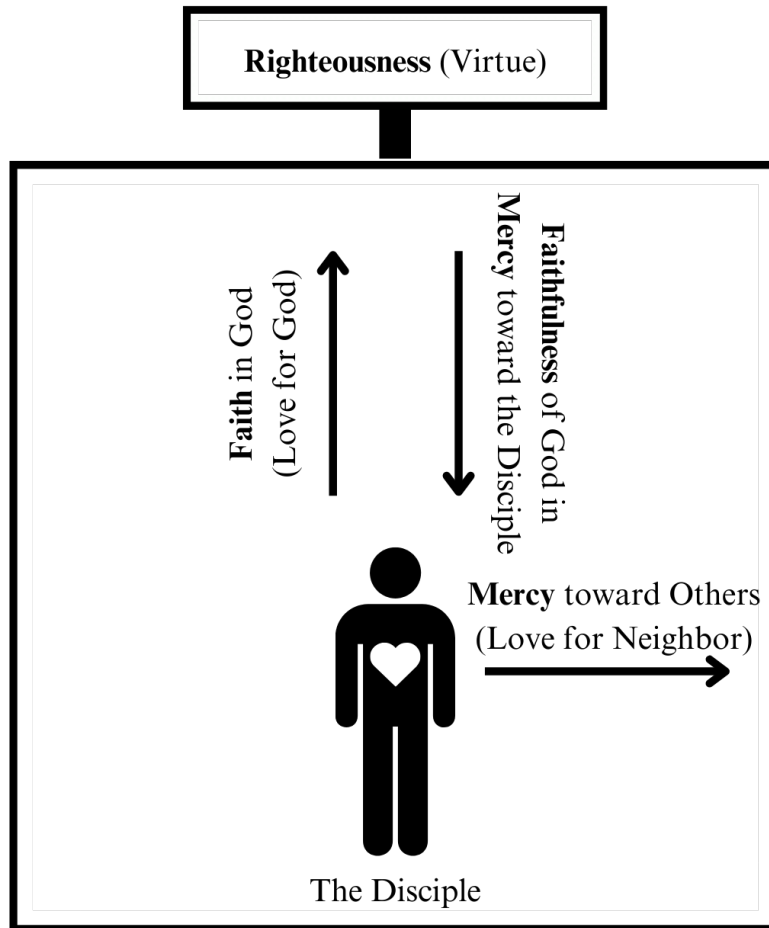 Righteousness (Virtue)
Faith in God
(Love for God)
Faithfulness of God in
Mercy toward the Disciple
Mercy toward Others
(Love for Neighbor)
The Disciple